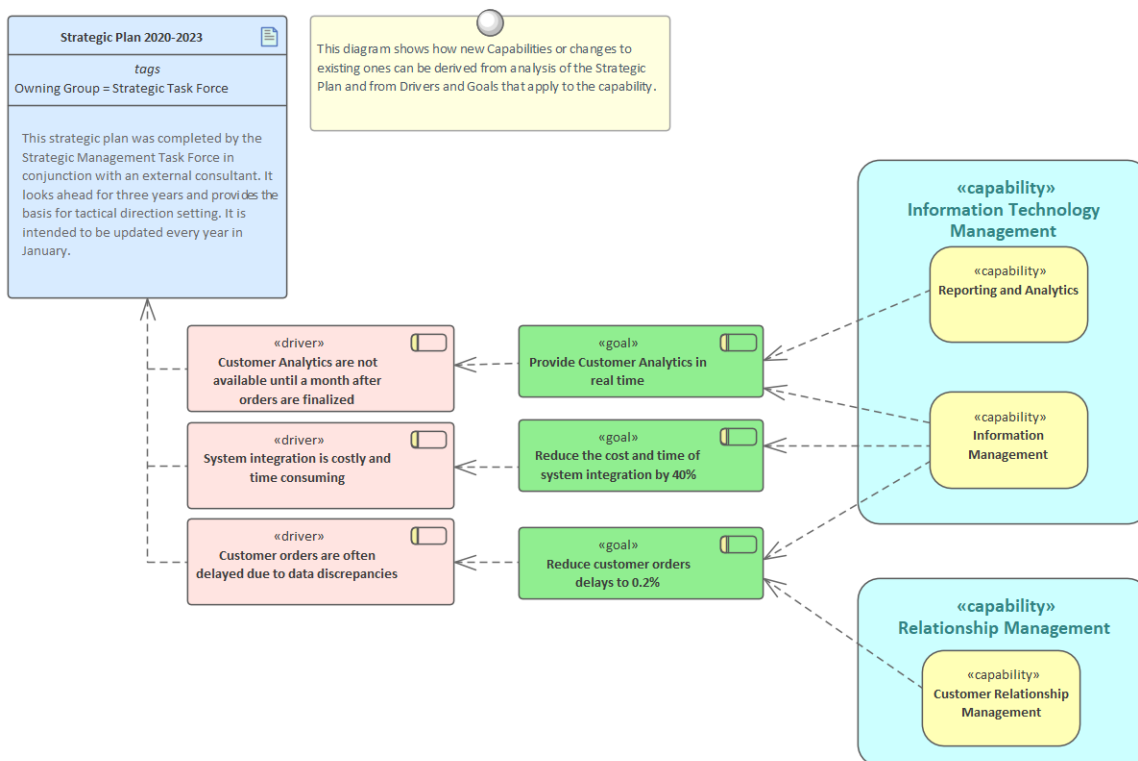 Strategic Plan 2020-2023
tags
Owning Group = Strategic Task Force
This strategic plan was completed by the
Strategic Management Task Force in
conjunction with an external consultant. It
looks ahead for three years and provides the
basis for tactical direction setting. It is
intended to be updated every year in
January.
This diagram shows how new Capabilities or changes to
existing ones can be derived from analysis of the Strategic
Plan and from Drivers and Goals that apply to the capability.
«driver»
Customer Analytics are not
available until a month after
orders are finalized
«driver»
System integration is costly and
time consuming
«driver»
Customer orders are often
delayed due to data discrepancies
«goal»
Provide Customer Analytics in
real time
«goal»
Reduce the cost and time of
system integration by 40%
«goal»
Reduce customer orders
delays to 0.2%
«capability»
Information Technology
Management
«capability»
Reporting and Analytics
«capability»
Information
Management
«capability»
Relationship Management
«capability»
Customer Relationship
Management